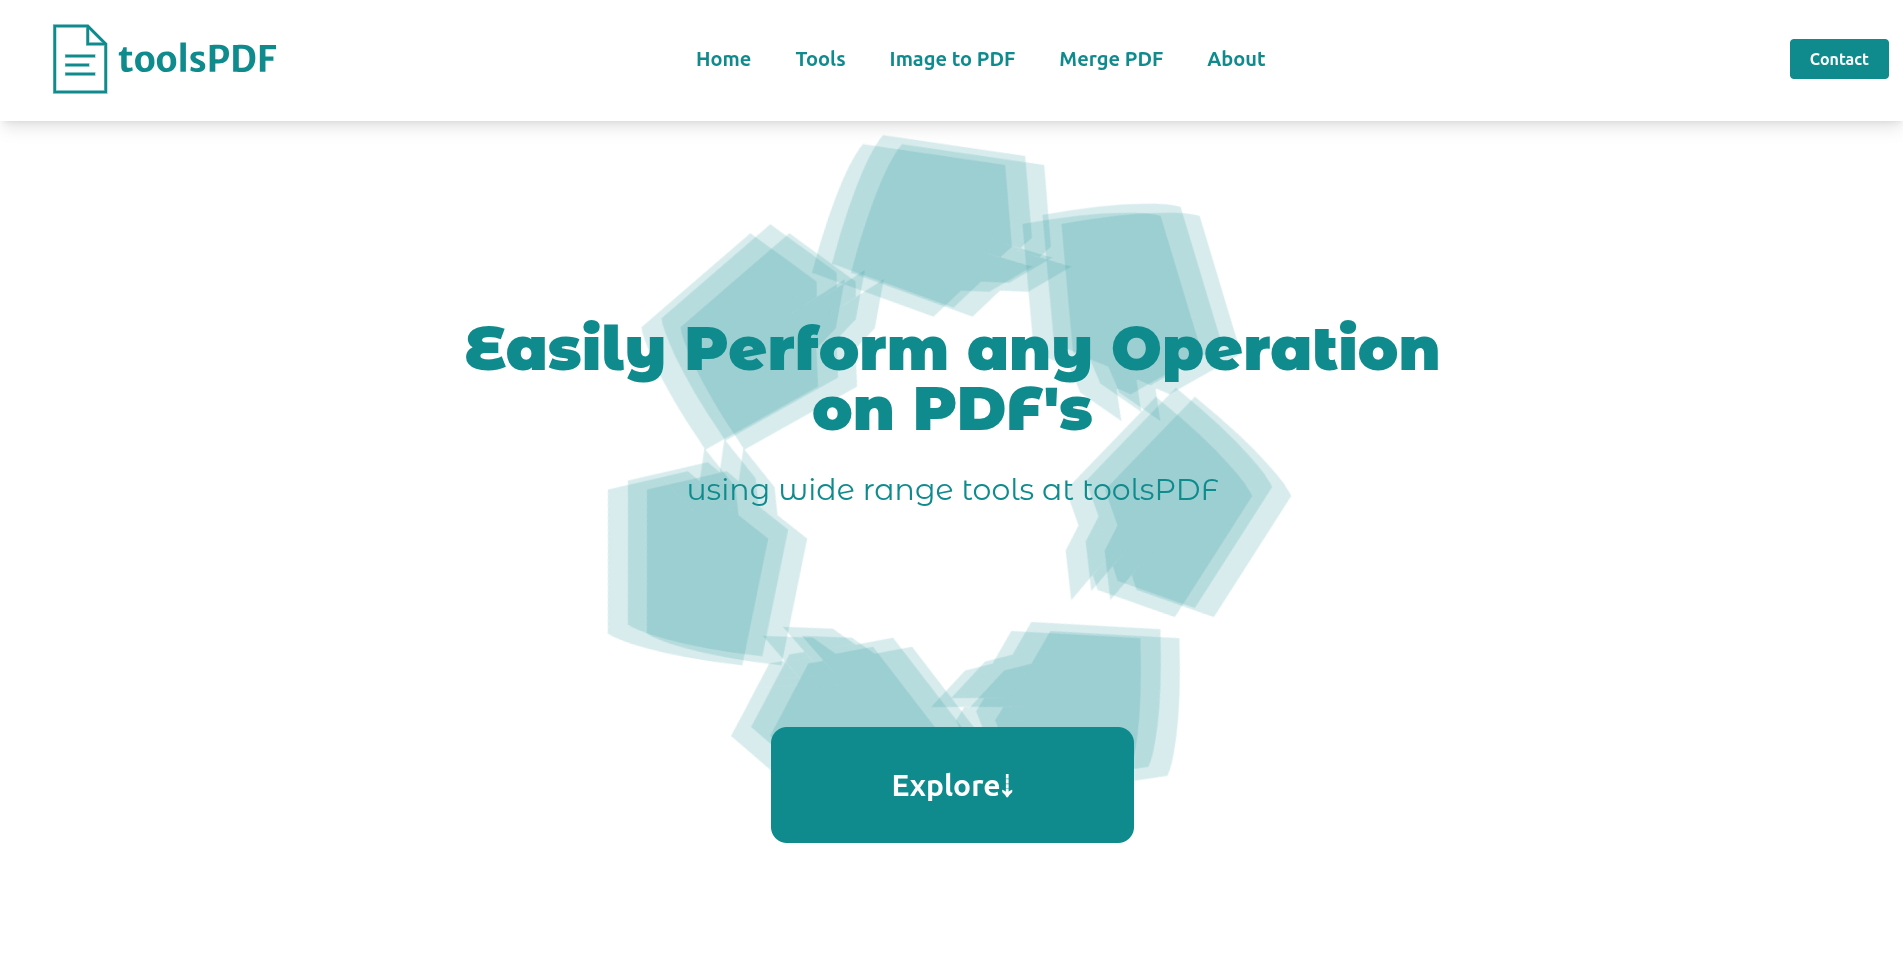 toolsPDF
Home Tools Image to PDF Merge PDF About
Contact
Easily Perform any Operation
on PDF's
using wide range tools at toolsPDF
Explore⇣